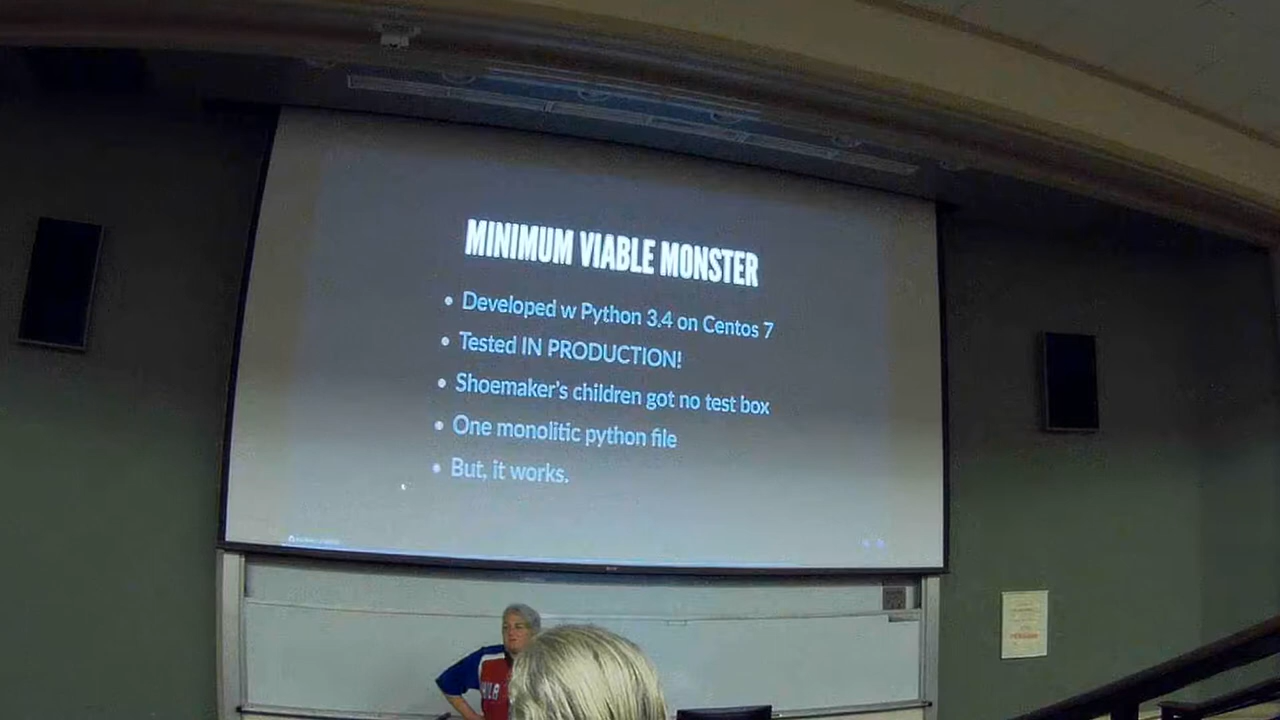 MINIMUM VIABLE MONSTER
• Developed w Python 3.4 on Centos 7
• Tested IN PRODUCTION!
• Shoemaker's children got no test box
• One monolitic python file
• But, it works.